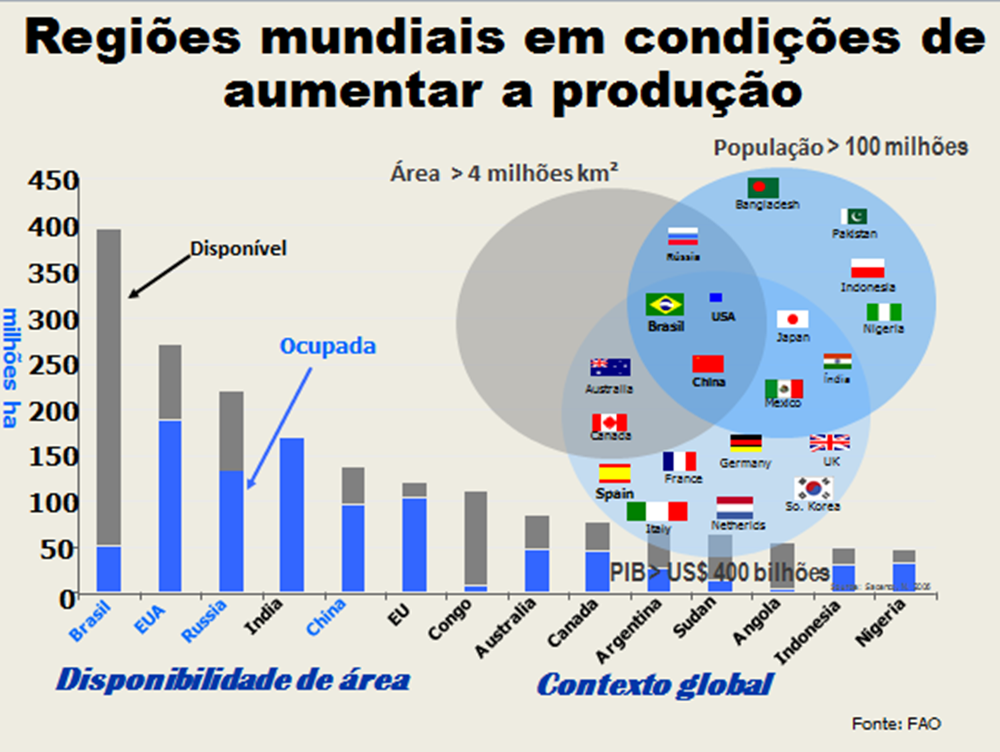 Regiões mundiais em condições de
aumentar a produção
População > 100 milhões
Área > 4 milhões km²
450
400
350
300
250
200
150
100
50
0
milhões ha
Disponível
Ocupada
Bangladesh
Pakistan
Rússia
Indonesia
Brasil
USA
Nigeria
Japan
Australia
China
Índia
Mexico
Canada
Germany
UK
France
Spain
So. Korea
Italy
Netherlds
PIB > US$ 400 bilhões
Brasil
EUA
Russia
India
China
EU
Congo
Australia
Canada
Argentina
Sudan
Angola
Indonesia
Nigeria
Disponibilidade de área
Contexto global
Fonte: FAO